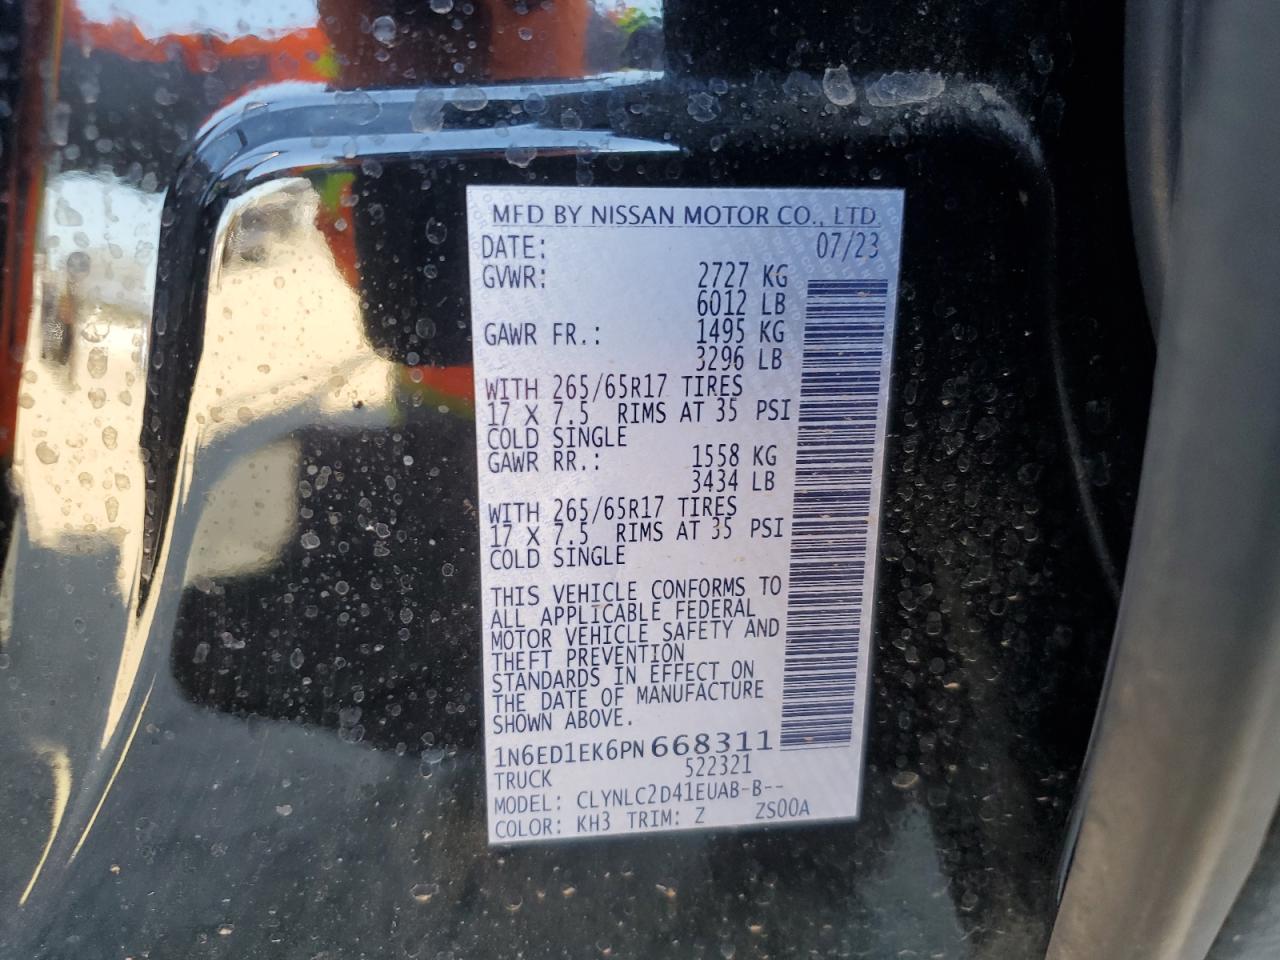 MFD BY NISSAN MOTOR CO., LTD.
DATE: 07/23
GVWR: 2727 KG
6012 LB
GAWR FR.: 1495 KG
3296 LB
WITH 265/65R17 TIRES
17 X 7.5 RIMS AT 35 PSI
COLD SINGLE
GAWR RR.: 1558 KG
3434 LB
WITH 265/65R17 TIRES
17 X 7.5 RIMS AT 35 PSI
COLD SINGLE
THIS VEHICLE CONFORMS TO
ALL APPLICABLE FEDERAL
MOTOR VEHICLE SAFETY AND
THEFT PREVENTION
STANDARDS IN EFFECT ON
THE DATE OF MANUFACTURE
SHOWN ABOVE.
1N6ED1EK6PN668311
522321
TRUCK
MODEL: CLYNLC2D41EUAB-B--
COLOR: KH3 TRIM: Z ZS00A